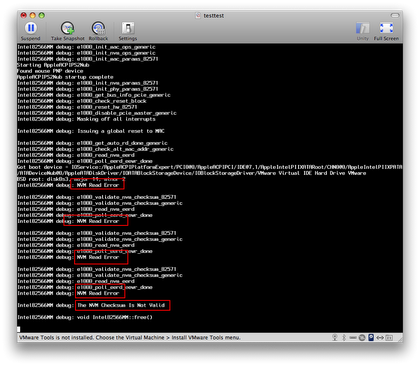 testtest
Suspend
Take Snapshot
Rollback
Settings
Unity
Full Screen
Intel82566MM debug: e1000_init_mac_ops_generic
Intel82566MM debug: e1000_init_mac_params_82571
Starting AppleACPIPS2Nub
Found mouse PNP device
AppleACPIPS2Nub startup complete
Intel82566MM debug: e1000_init_nvm_params_82571
Intel82566MM debug: e1000_init_phy_params_82571
Intel82566MM debug: e1000_get_bus_info_pcie_generic
Intel82566MM debug: e1000_check_reset_block
Intel82566MM debug: e1000_reset_hw_82571
Intel82566MM debug: e1000_disable_pcie_master_generic
Intel82566MM debug: Masking off all interrupts
Intel82566MM debug: Issuing a global reset to MAC
Intel82566MM debug: e1000_get_auto_rd_done_generic
Intel82566MM debug: e1000_check_alt_mac_addr_generic
Intel82566MM debug: e1000_read_nvm_eerd
Intel82566MM debug: e1000_poll_eerd_eewr_done
Got boot device = IOService:/AppleACPIPlatformExpert/PCI0@0/AppleACPIPCI/IDE@7,1/AppleIntelPIIXATARoot/CHN0@0/AppleIntelPIIXPATA
/ATADeviceNub@0/AppleATADiskDriver/IOATABlockStorageDevice/IOBlockStorageDriver/VMware Virtual IDE Hard Drive VMware
BSD root: disk0s3, major 14, minor 2
Intel82566MM debug: NVM Read Error
Intel82566MM debug: e1000_validate_nvm_checksum_82571
Intel82566MM debug: e1000_validate_nvm_checksum_generic
Intel82566MM debug: e1000_read_nvm_eerd
Intel82566MM debug: e1000_poll_eerd_eewr_done
Intel82566MM debug: NVM Read Error
Intel82566MM debug: e1000_validate_nvm_checksum_82571
Intel82566MM debug: e1000_validate_nvm_checksum_generic
Intel82566MM debug: e1000_read_nvm_eerd
Intel82566MM debug: e1000_poll_eerd_eewr_done
Intel82566MM debug: NVM Read Error
Intel82566MM debug: e1000_validate_nvm_checksum_82571
Intel82566MM debug: e1000_validate_nvm_checksum_generic
Intel82566MM debug: e1000_read_nvm_eerd
Intel82566MM debug: e1000_poll_eerd_eewr_done
Intel82566MM debug: NVM Read Error
Intel82566MM debug: The NVM Checksum Is Not Valid
Intel82566MM debug: void Intel82566MM::free()
VMware Tools is not installed. Choose the Virtual Machine > Install VMware Tools menu.